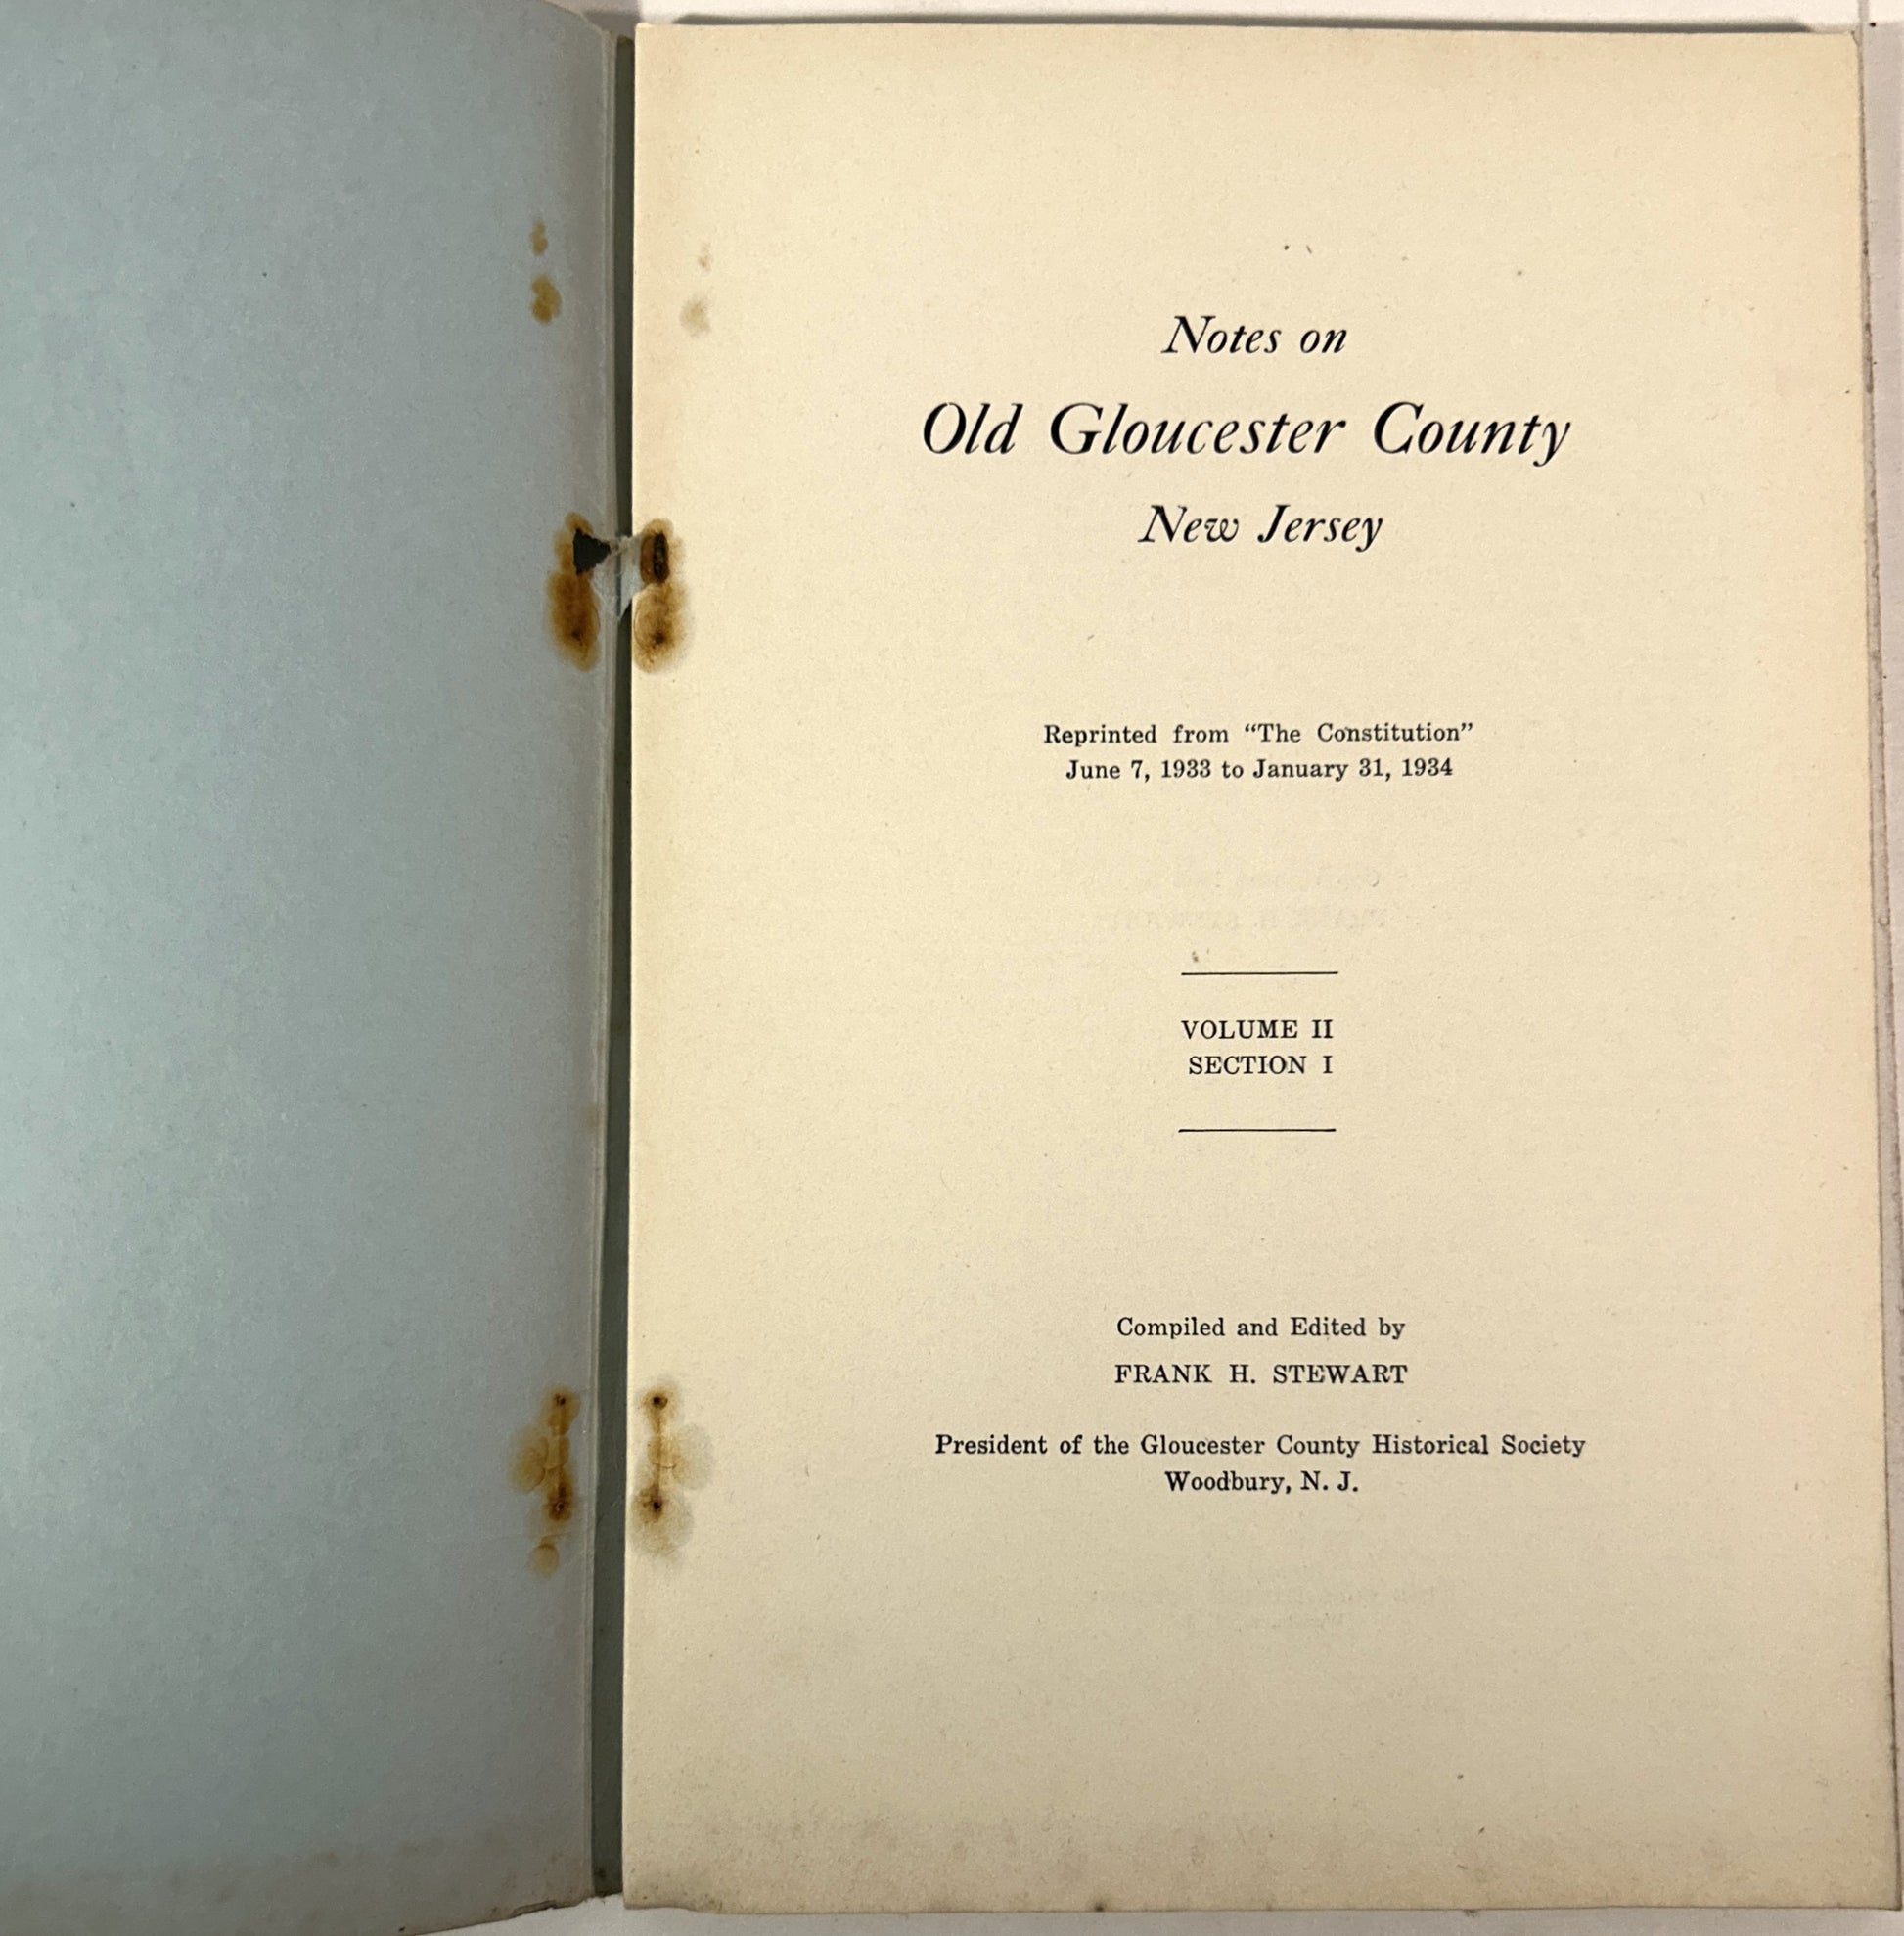 Notes on
Old Gloucester County
New Jersey
Reprinted from “The Constitution”
June 7, 1933 to January 31, 1934
VOLUME II
SECTION I
Compiled and Edited by
FRANK H. STEWART
President of the Gloucester County Historical Society
Woodbury, N. J.